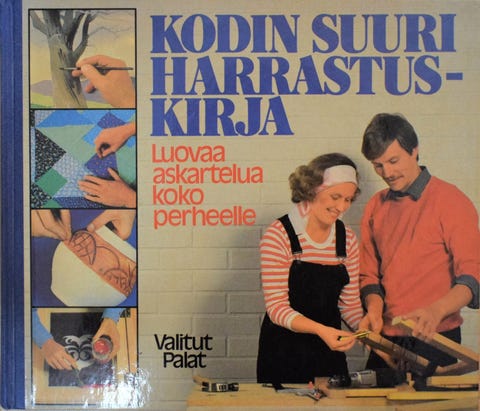 KODIN SUURI
HARRASTUS-
KIRJA
Luovaa
askartelua
koko
perheelle
Valitut
Palat